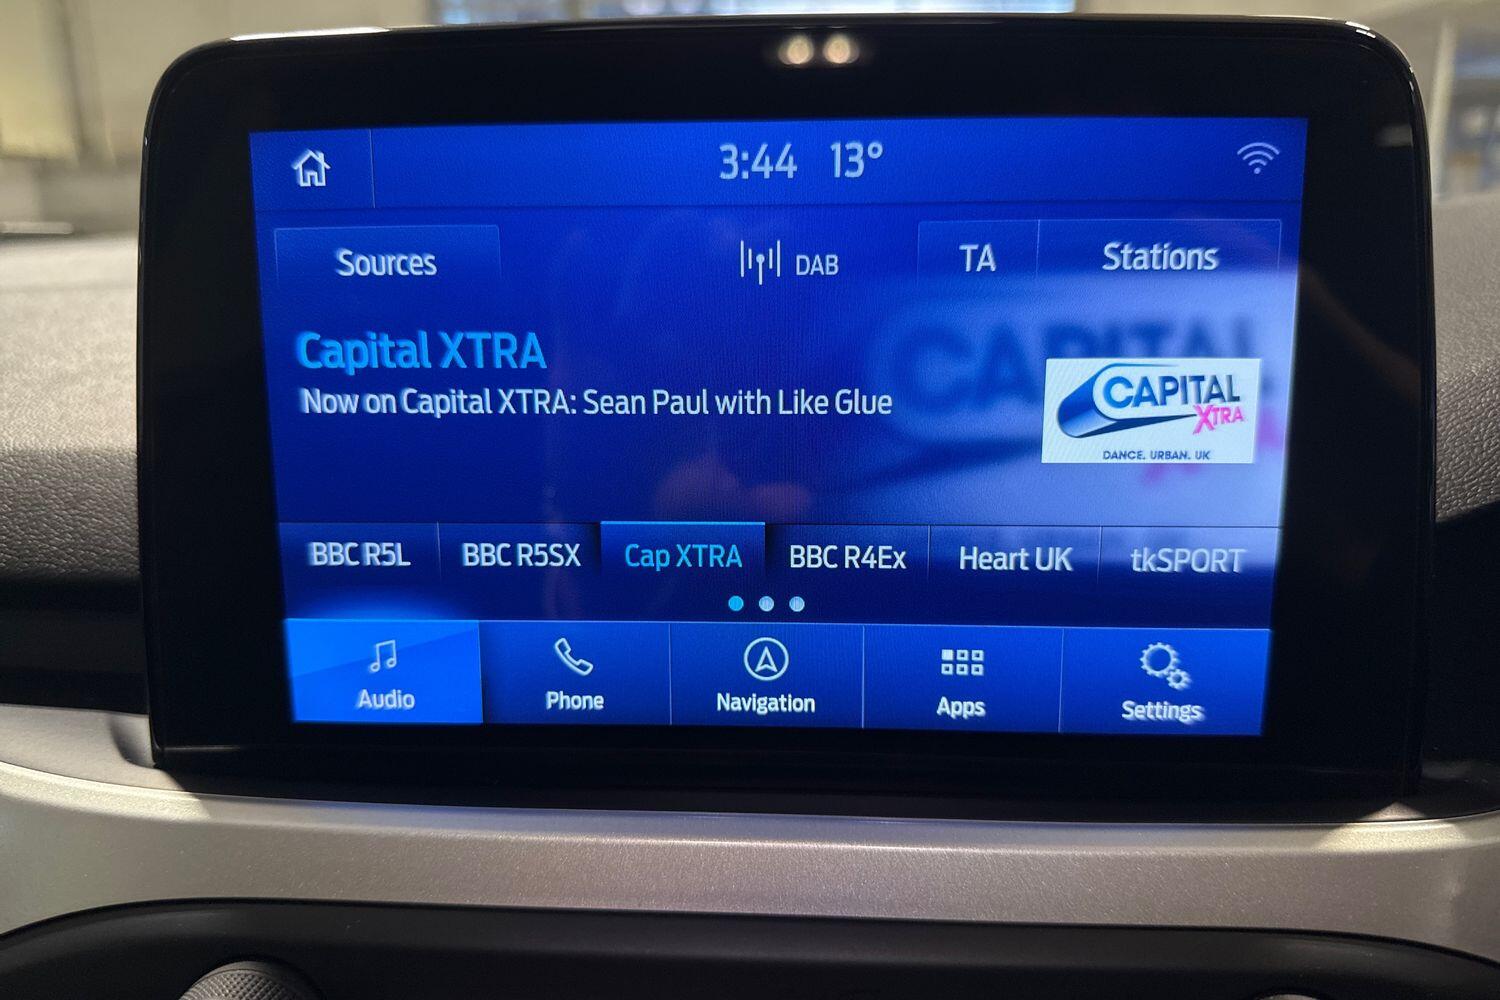 3:44 13°
Sources DAB TA Stations
Capital XTRA
Now on Capital XTRA: Sean Paul with Like Glue
CAPITAL
XTRA
DANCE. URBAN. UK
BBC R5L BBC R5SX Cap XTRA BBC R4Ex Heart UK tkSPORT
Audio Phone Navigation Apps Settings